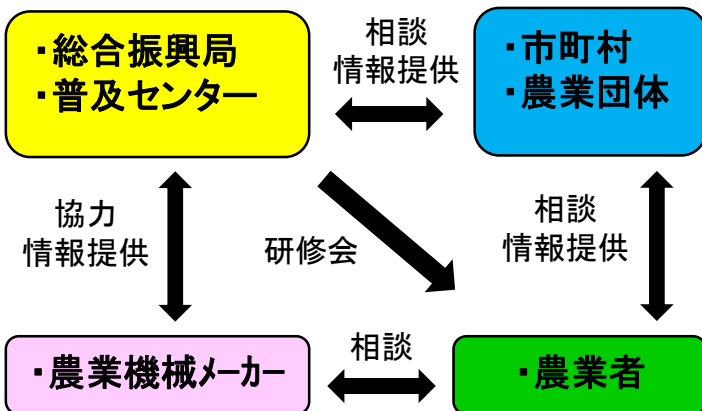 ・総合振興局
・普及センター
相談
情報提供
・市町村
・農業団体
協力
情報提供
研修会
相談
情報提供
・農業機械メーカー
相談
・農業者